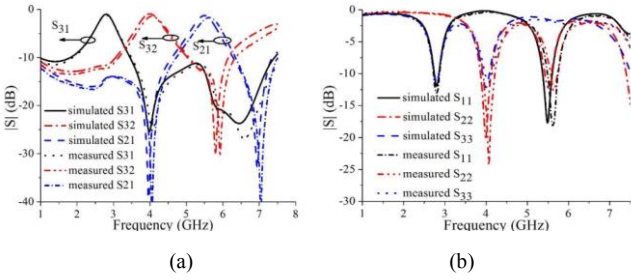 S31
S32
S21
|S| (dB)
0
-10
-20
-30
-40
simulated S31
simulated S32
simulated S21
measured S31
measured S32
measured S21
1 2 3 4 5 6 7 8
Frequency (GHz)
(a)
|S| (dB)
0
-5
-10
-15
-20
-25
-30
simulated S11
simulated S22
simulated S33
measured S11
measured S22
measured S33
1 2 3 4 5 6 7
Frequency (GHz)
(b)